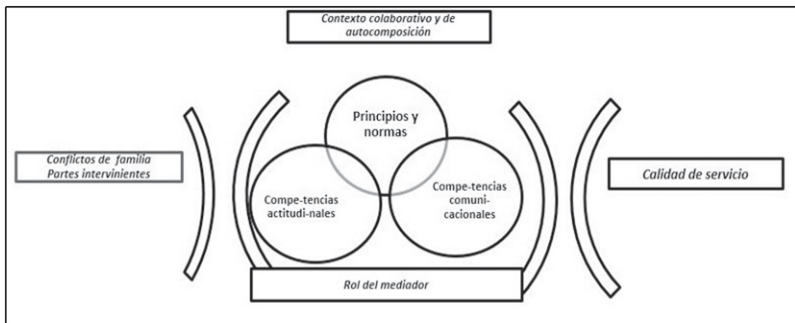 Contexto colaborativo y de
autocomposición
Principios y
normas
Conflictos de familia
Partes intervinientes
Calidad de servicio
Compe-tencias
actitudi-nales
Compe-tencias
comuni-
cacionales
Rol del mediador